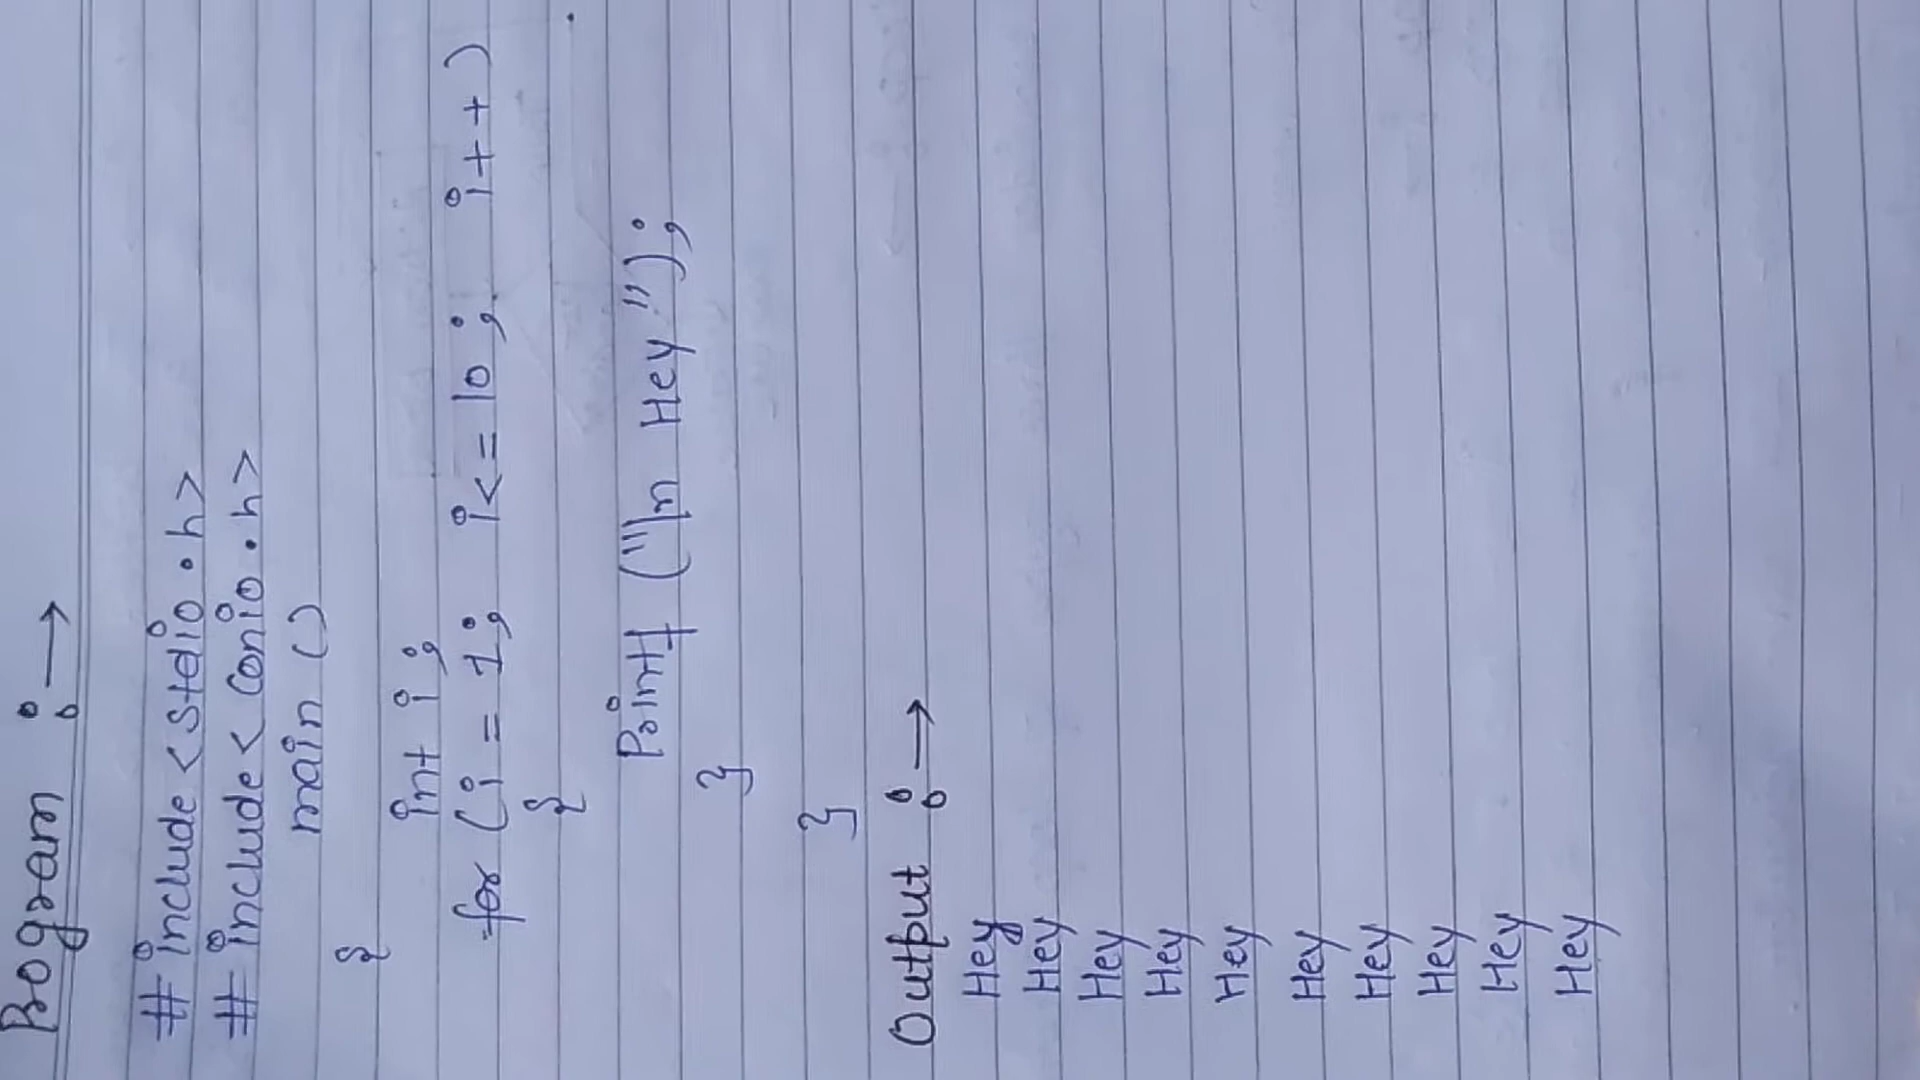 Program :→
# include <stdio.h>
# include <conio.h>
main ()
{
int i;
for (i = 1; i<= 10; i++)
{
Printf ("\n Hey");
}
}
Output :→
Hey
Hey
Hey
Hey
Hey
Hey
Hey
Hey
Hey
Hey